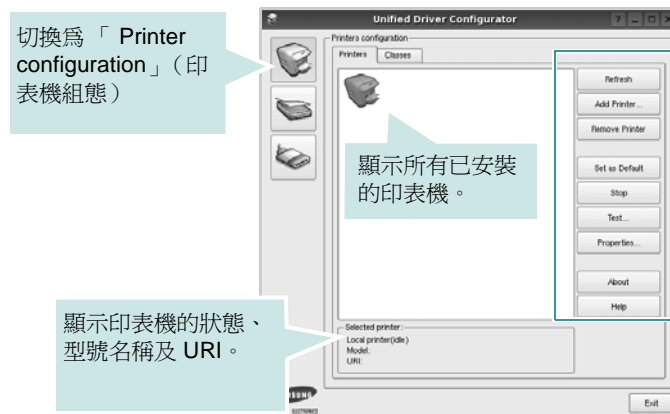 Unified Driver Configurator
切換為「 Printer
configuration」（印
表機組態）
Printers configuration
Printers
Classes
Refresh
Add Printer...
Remove Printer
Set as Default
Stop
Test...
Properties...
About
Help
顯示所有已安裝
的印表機。
顯示印表機的狀態、
型號名稱及 URI。
Selected printer:
Local printer(idle)
Model:
URI:
ELECTRONICS
Exit